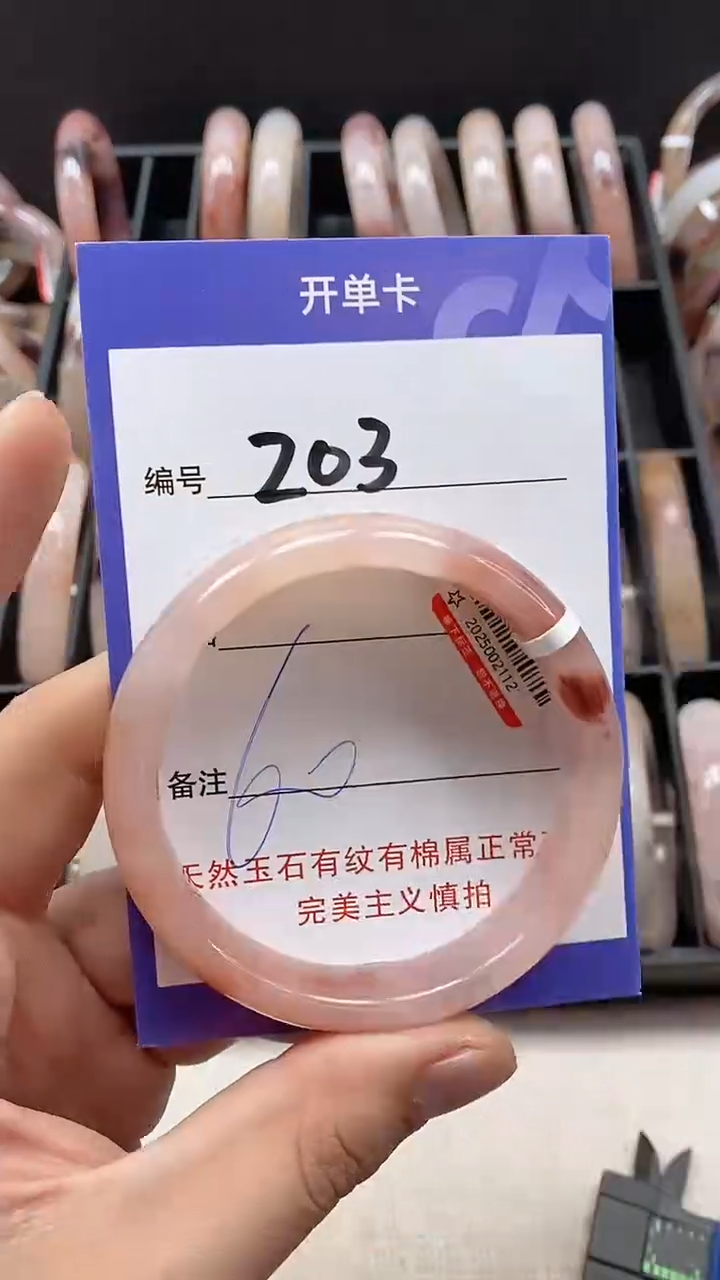 开单卡
编号 203
2025002112
备注 60
天然玉石有纹有棉属正常
完美主义慎拍